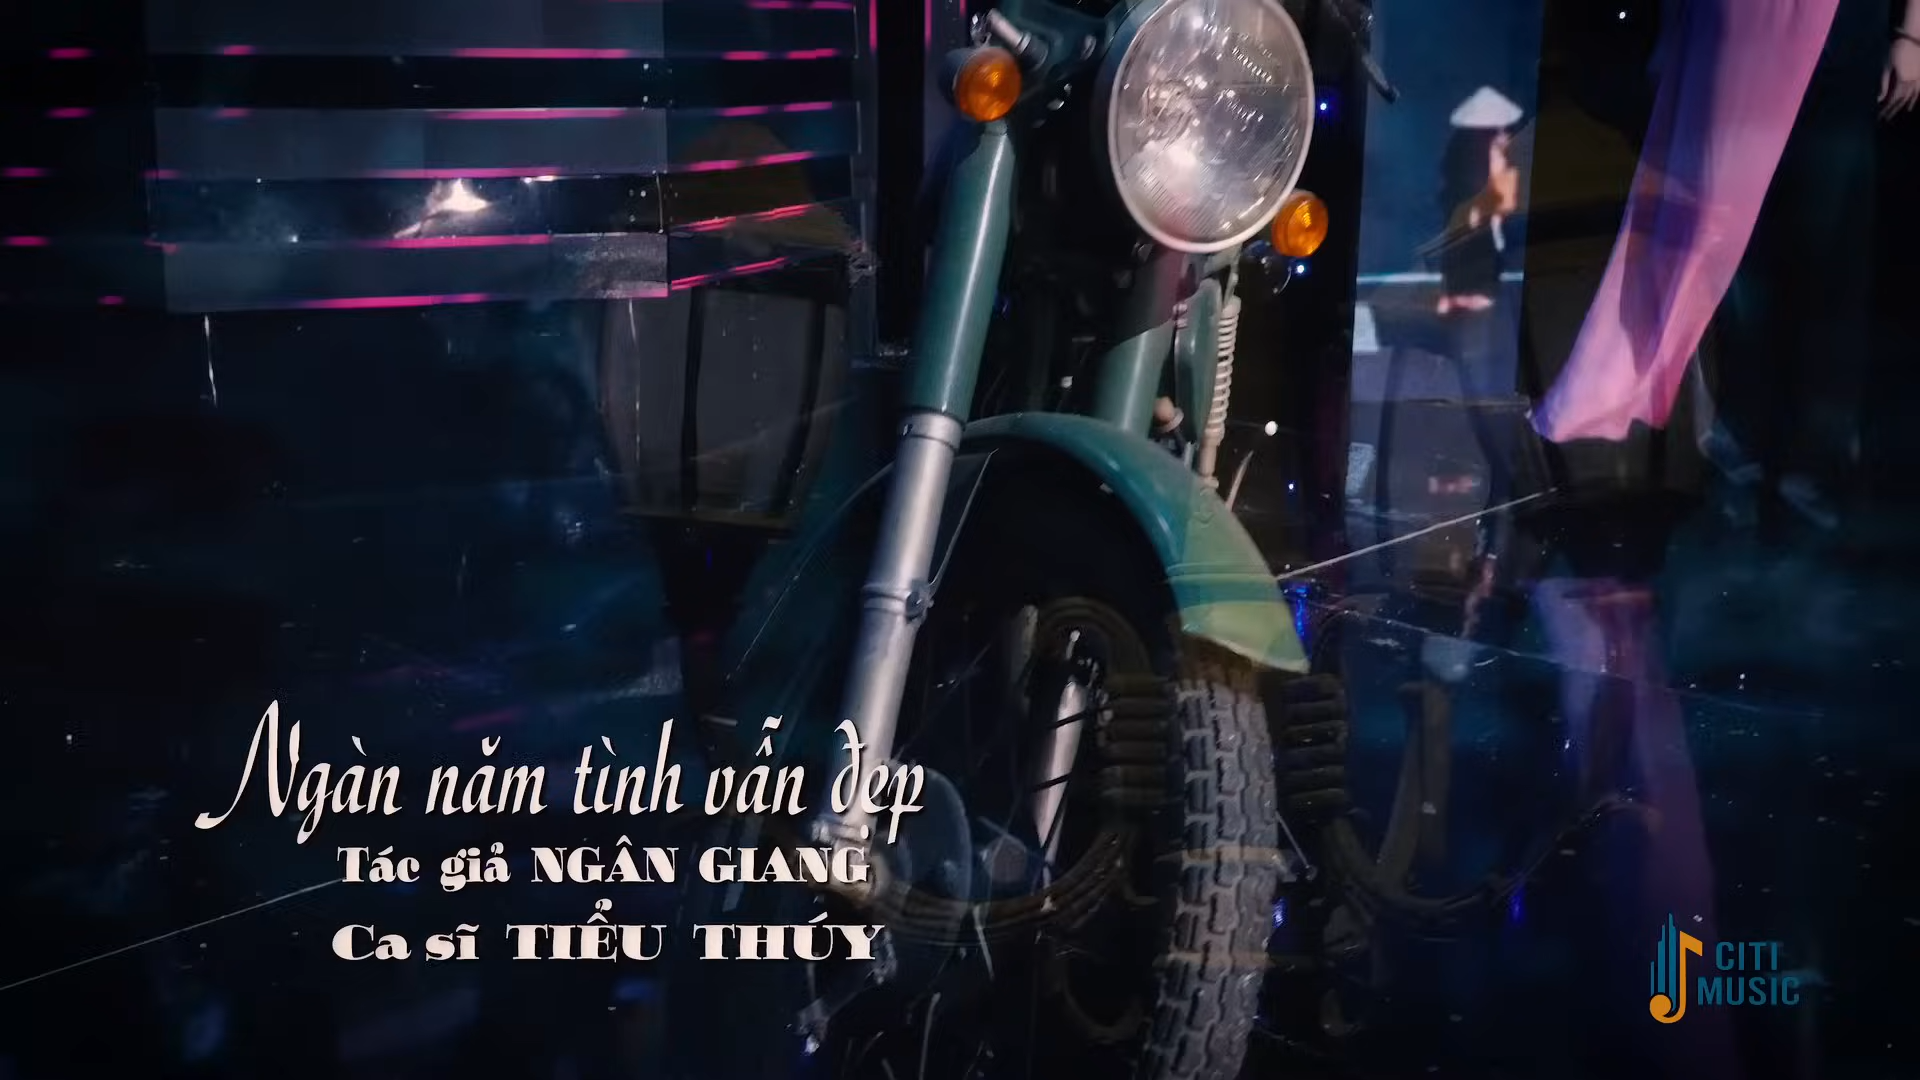 Ngàn năm tình vẫn đẹp
Tác giả NGÂN GIANG
Ca sĩ TIỂU THÚY
CITI
MUSIC